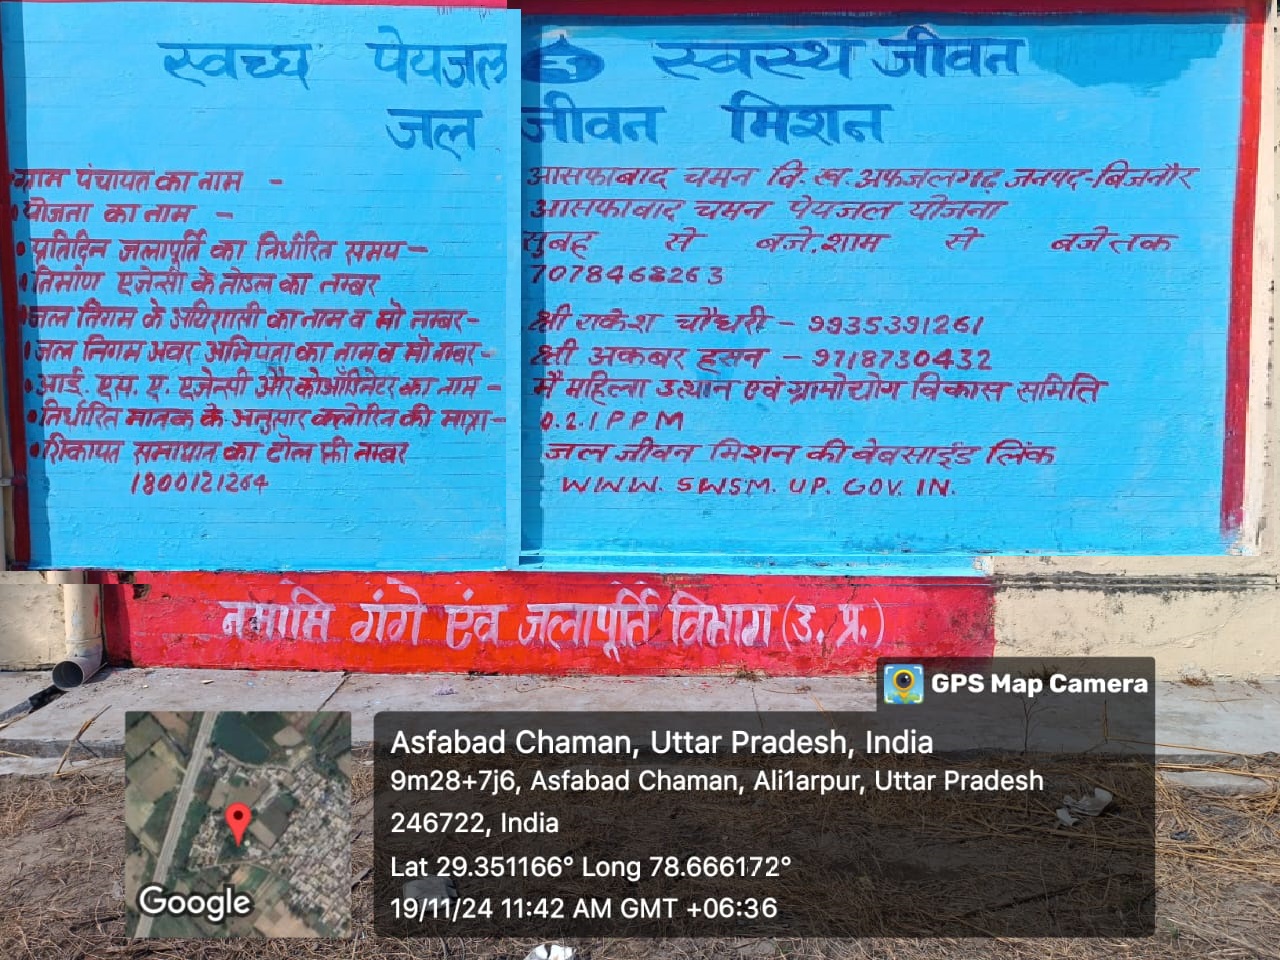 स्वच्छ पेयजल स्वस्थ जीवन
जल जीवन मिशन
ग्राम पंचायत का नाम - आसफाबाद चमन वि.ख. अफजलगढ़ जनपद-बिजनौर
योजना का नाम - आसफाबाद चमन पेयजल योजना
प्रतिदिन जलापूर्ति का निर्धारित समय - सुबह से बजे.शाम से बजे तक
निर्माण एजेन्सी के नोडल का नम्बर 7078463263
जल निगम के अधिशासी का नाम व मो नम्बर- श्री राकेश चौधरी - 9935391261
जल निगम अवर अभियंता का नाम व मो नम्बर- श्री अकबर हसन - 9718730432
आई. एस. ए. एजेन्सी और कोऑर्डिनेटर का नाम - मै महिला उत्थान एवं ग्रामोद्योग विकास समिति
निर्धारित मानक के अनुसार क्लोरिन की मात्रा- 0.2.1 PPM
शिकायत समाधान का टोल फ्री नम्बर जल जीवन मिशन की वेबसाईड लिंक
1800121264 WWW. SWSM. UP. GOV. IN.
नमामि गंगे एंव जलापूर्ति विभाग (उ. प्र.)
GPS Map Camera
Asfabad Chaman, Uttar Pradesh, India
9m28+7j6, Asfabad Chaman, Ali1arpur, Uttar Pradesh
246722, India
Lat 29.351166° Long 78.666172°
19/11/24 11:42 AM GMT +06:36
Google